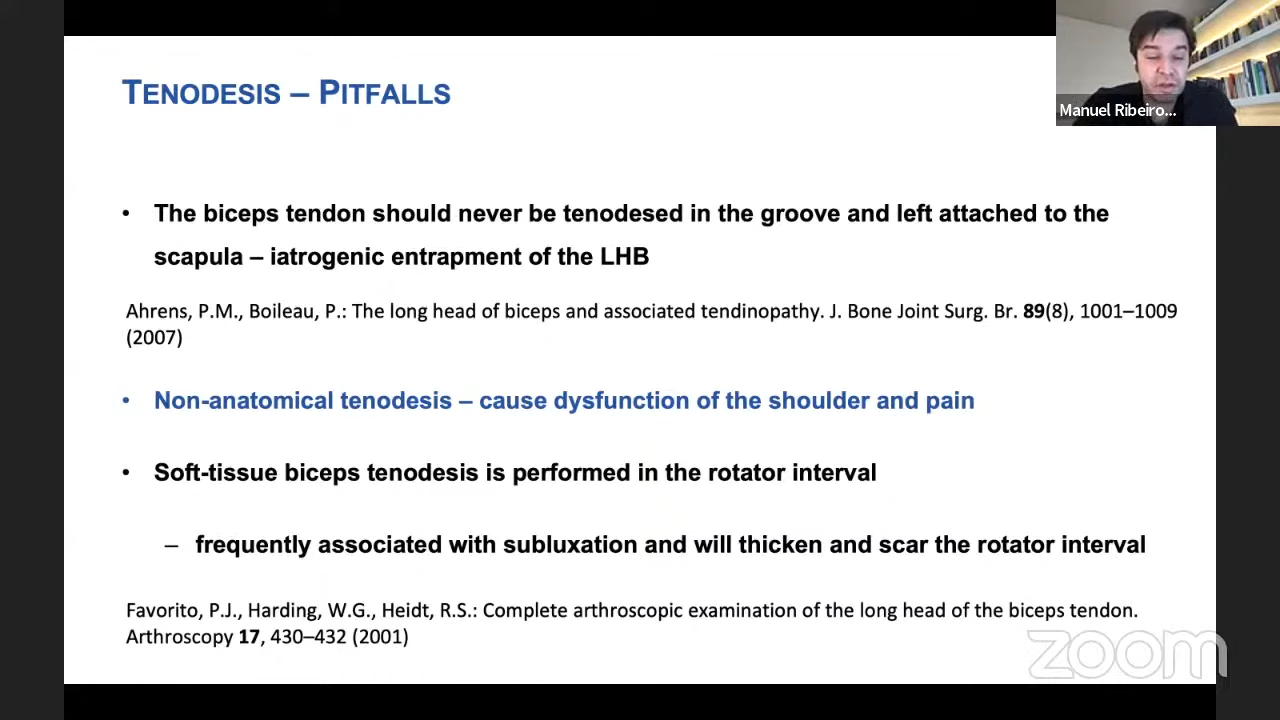 TENODESIS – PITFALLS
Manuel Ribeiro...
• The biceps tendon should never be tenodesed in the groove and left attached to the
scapula – iatrogenic entrapment of the LHB
Ahrens, P.M., Boileau, P.: The long head of biceps and associated tendinopathy. J. Bone Joint Surg. Br. 89(8), 1001–1009
(2007)
• Non-anatomical tenodesis – cause dysfunction of the shoulder and pain
• Soft-tissue biceps tenodesis is performed in the rotator interval
– frequently associated with subluxation and will thicken and scar the rotator interval
Favorito, P.J., Harding, W.G., Heidt, R.S.: Complete arthroscopic examination of the long head of the biceps tendon.
Arthroscopy 17, 430–432 (2001)
zoom